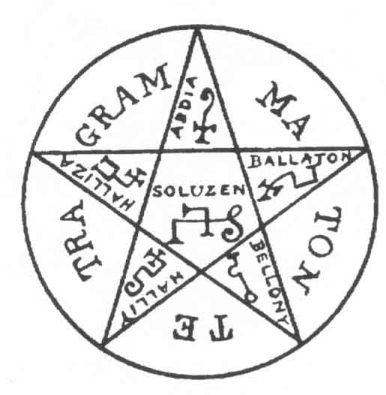 TE
TRA
GRAM
MA
TON
ABDIA
BALLATON
BELLONY
HALLIY
HALLIZA
SOLUZEN